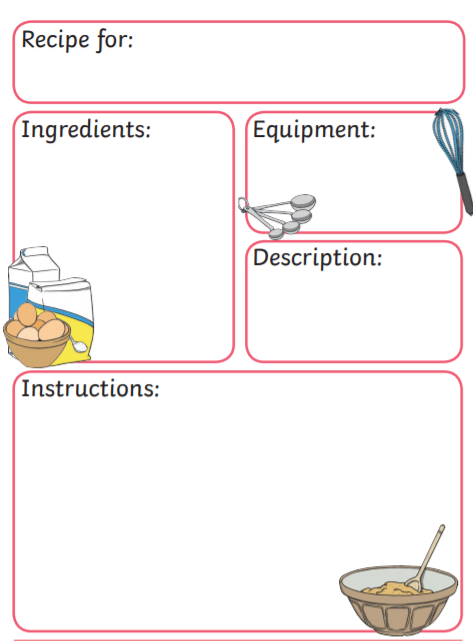 Recipe for:
Ingredients:
Equipment:
Description:
Instructions: